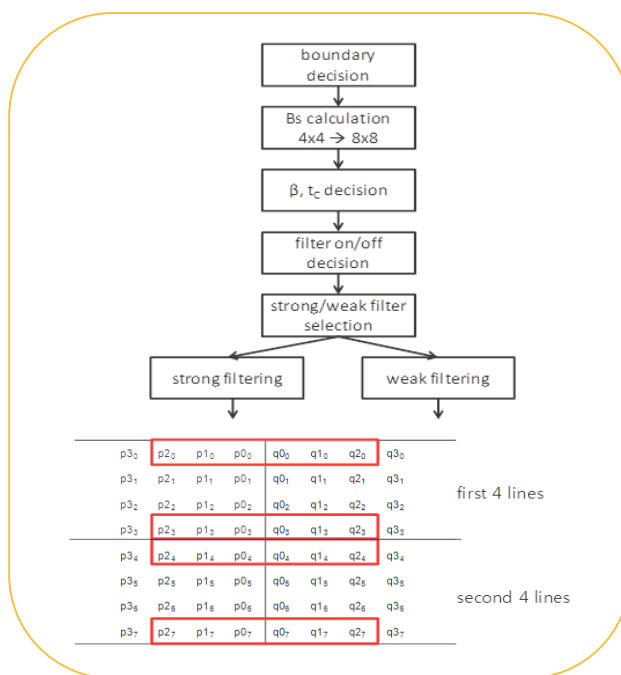 boundary
decision
Bs calculation
4x4 → 8x8
β, t_C decision
filter on/off
decision
strong/weak filter
selection
strong filtering
weak filtering
p3₀ p2₀ p1₀ p0₀ q0₀ q1₀ q2₀ q3₀
p3₁ p2₁ p1₁ p0₁ q0₁ q1₁ q2₁ q3₁
first 4 lines
p3₂ p2₂ p1₂ p0₂ q0₂ q1₂ q2₂ q3₂
p3₃ p2₃ p1₃ p0₃ q0₃ q1₃ q2₃ q3₃
p3₄ p2₄ p1₄ p0₄ q0₄ q1₄ q2₄ q3₄
p3₅ p2₅ p1₅ p0₅ q0₅ q1₅ q2₅ q3₅
second 4 lines
p3₆ p2₆ p1₆ p0₆ q0₆ q1₆ q2₆ q3₆
p3₇ p2₇ p1₇ p0₇ q0₇ q1₇ q2₇ q3₇